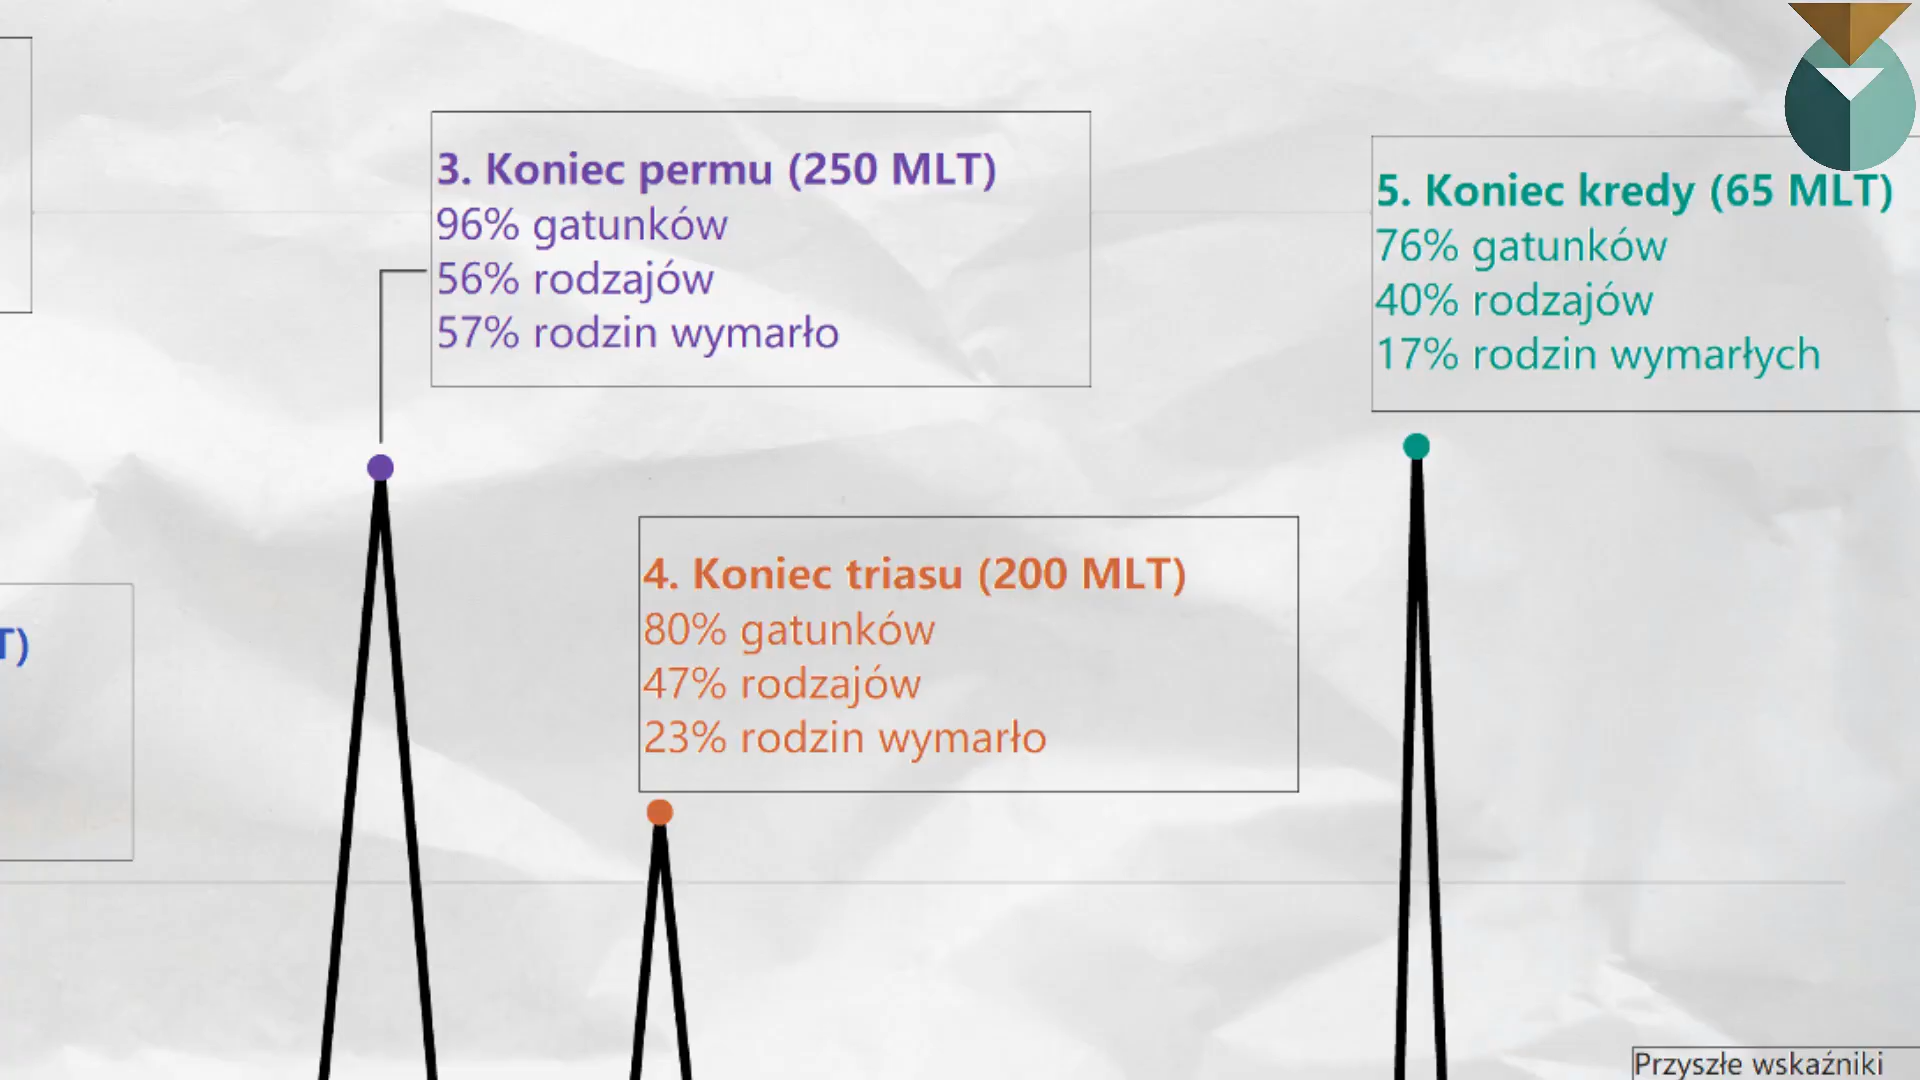 3. Koniec permu (250 MLT)
96% gatunków
56% rodzajów
57% rodzin wymarło
5. Koniec kredy (65 MLT)
76% gatunków
40% rodzajów
17% rodzin wymarłych
4. Koniec triasu (200 MLT)
80% gatunków
47% rodzajów
23% rodzin wymarło
T)
Przyszłe wskaźniki